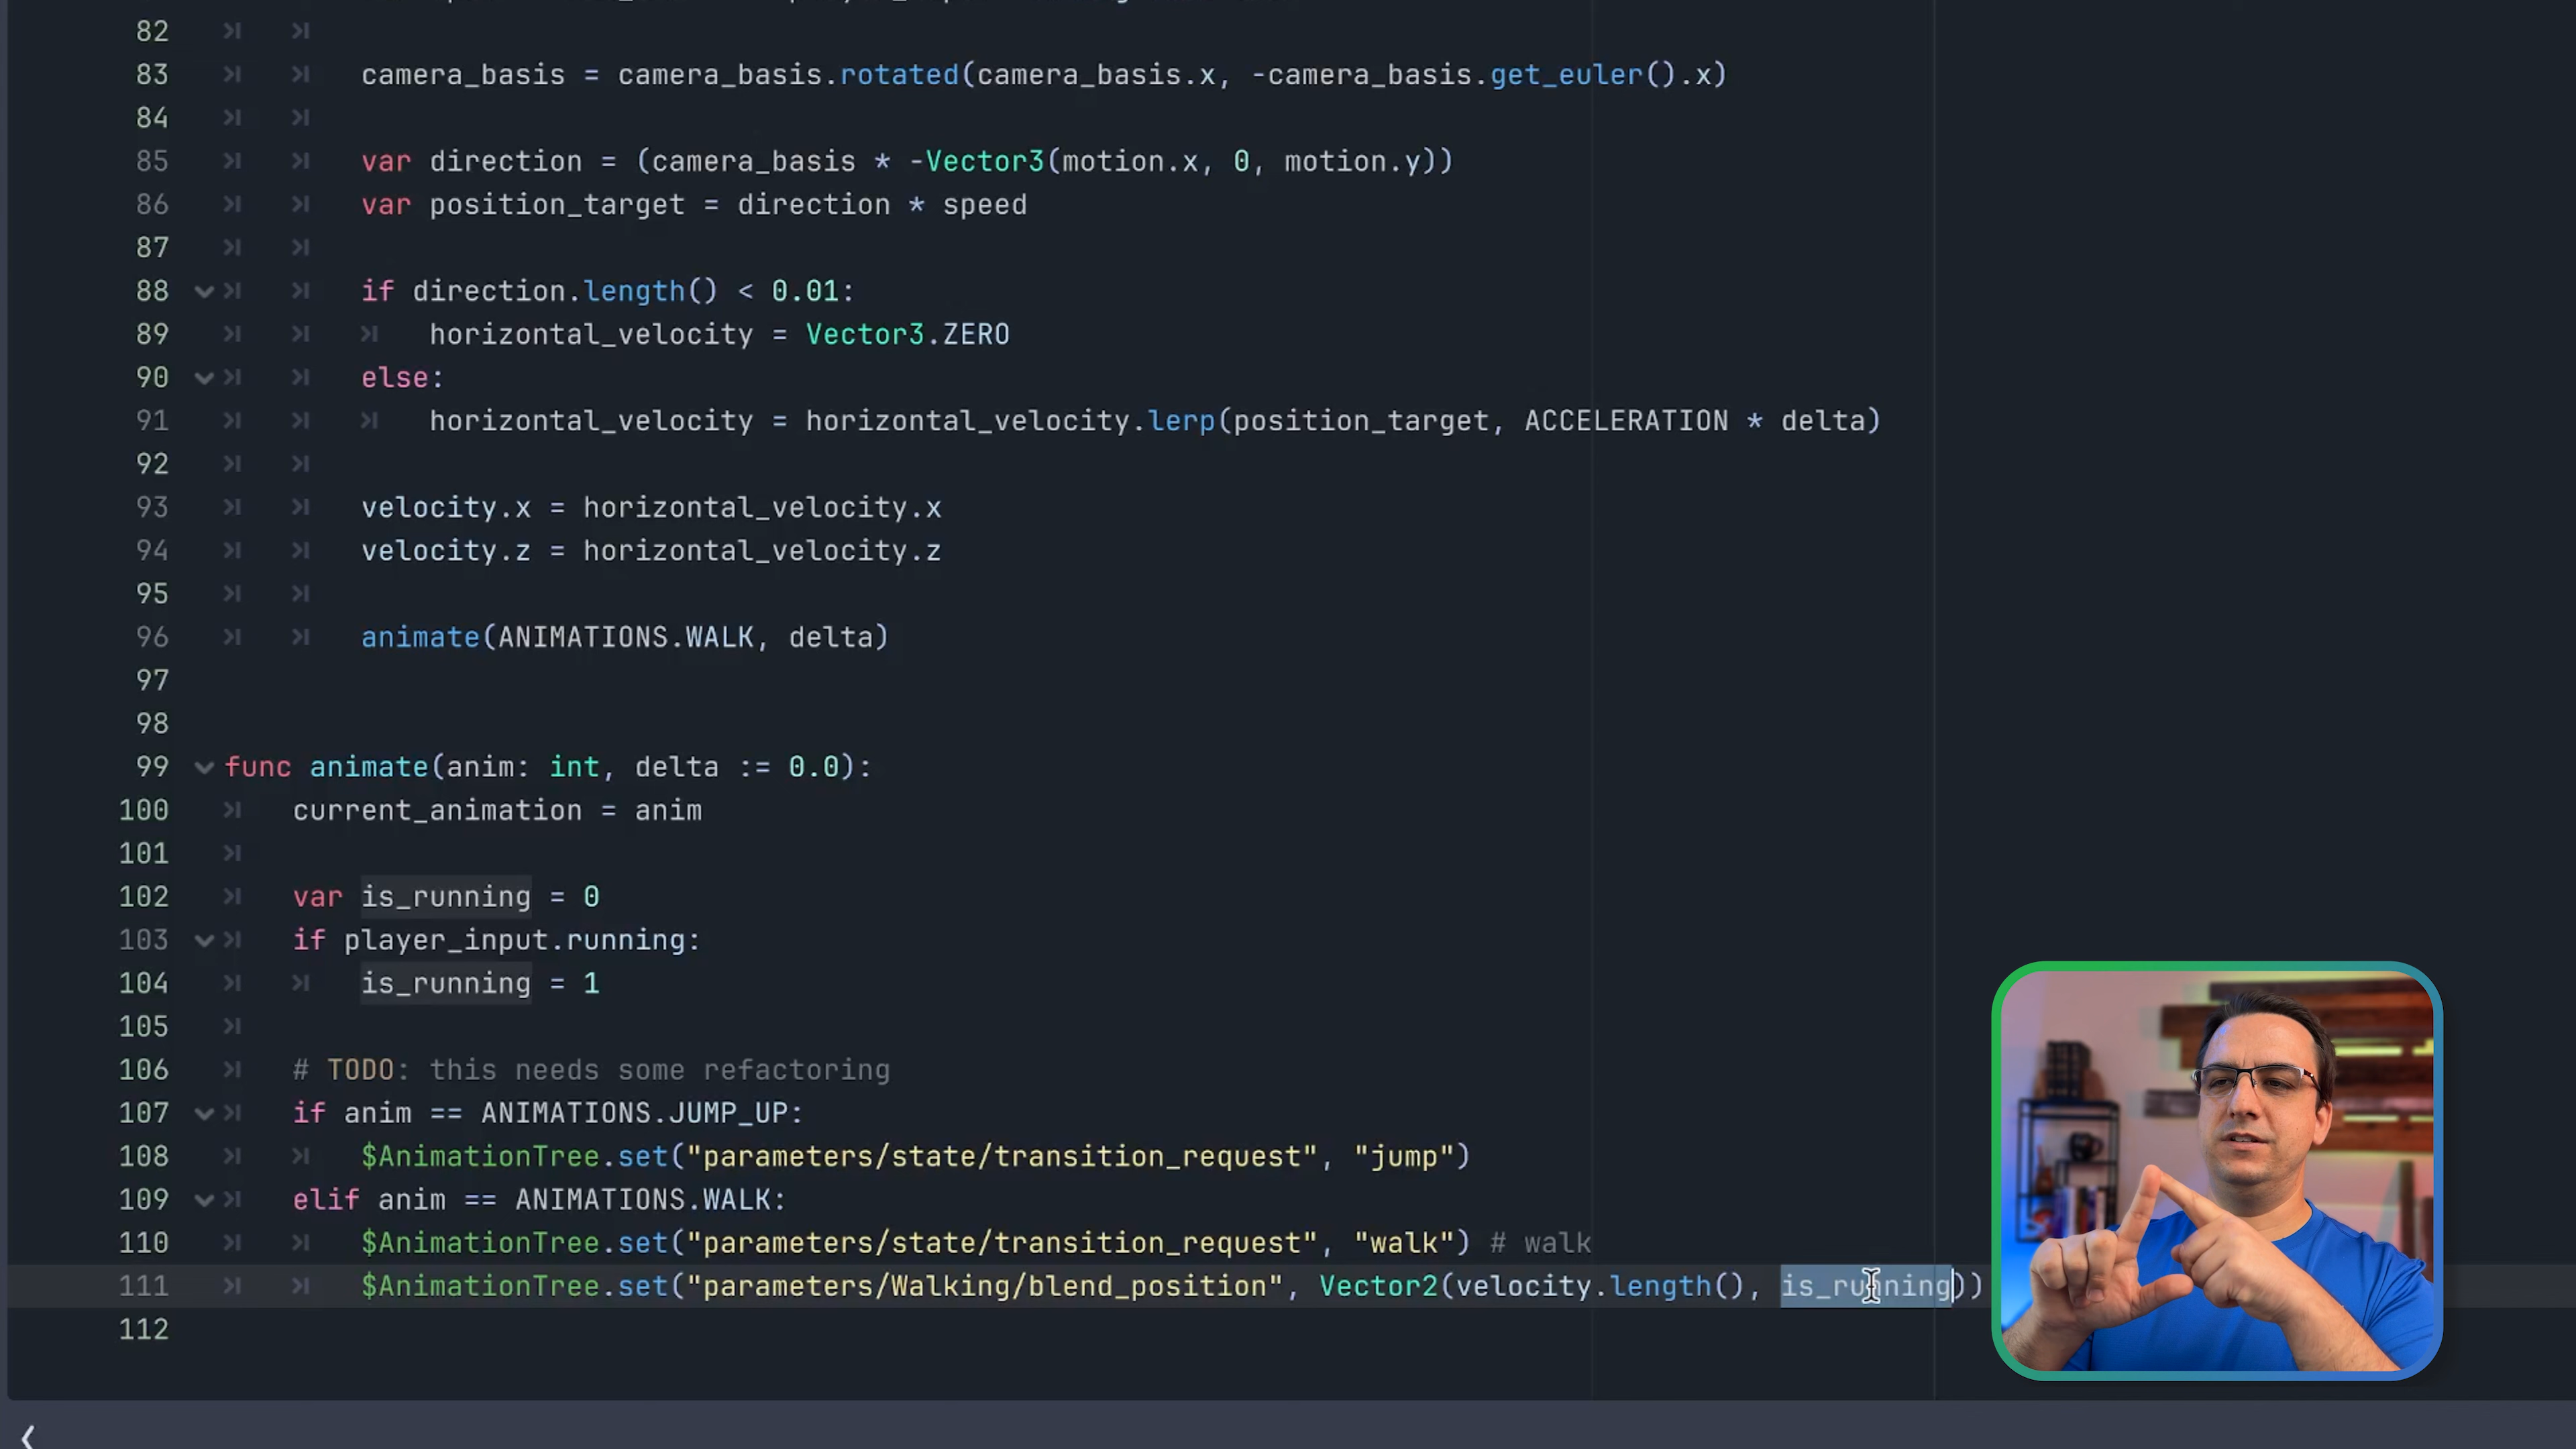 82
83 camera_basis = camera_basis.rotated(camera_basis.x, -camera_basis.get_euler().x)
84
85 var direction = (camera_basis * -Vector3(motion.x, 0, motion.y))
86 var position_target = direction * speed
87
88 if direction.length() < 0.01:
89 horizontal_velocity = Vector3.ZERO
90 else:
91 horizontal_velocity = horizontal_velocity.lerp(position_target, ACCELERATION * delta)
92
93 velocity.x = horizontal_velocity.x
94 velocity.z = horizontal_velocity.z
95
96 animate(ANIMATIONS.WALK, delta)
97
98
99 func animate(anim: int, delta := 0.0):
100 current_animation = anim
101
102 var is_running = 0
103 if player_input.running:
104 is_running = 1
105
106 # TODO: this needs some refactoring
107 if anim == ANIMATIONS.JUMP_UP:
108 $AnimationTree.set("parameters/state/transition_request", "jump")
109 elif anim == ANIMATIONS.WALK:
110 $AnimationTree.set("parameters/state/transition_request", "walk") # walk
111 $AnimationTree.set("parameters/Walking/blend_position", Vector2(velocity.length(), is_running))
112